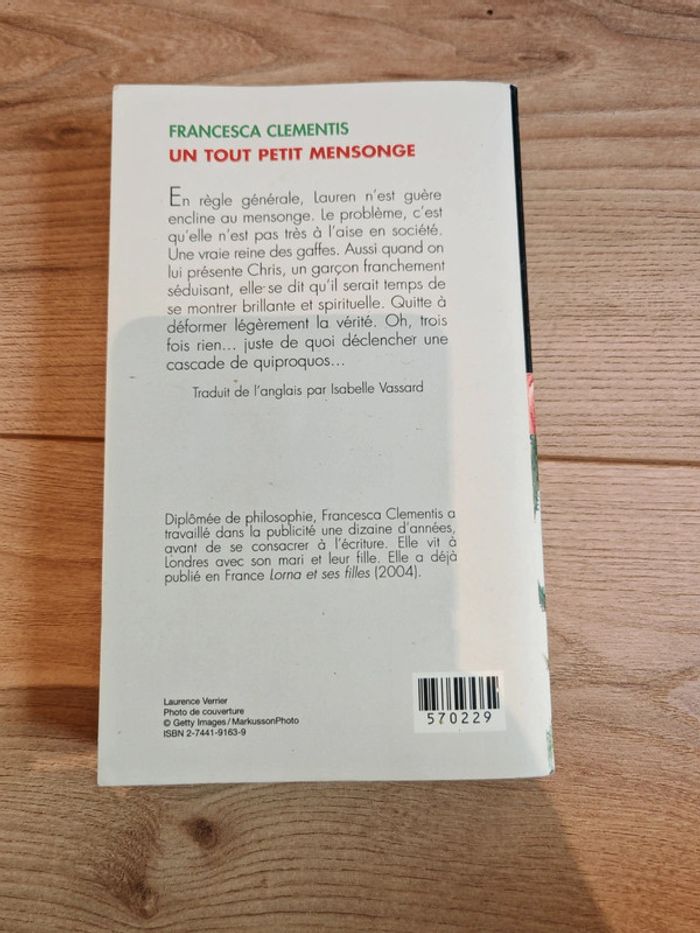 FRANCESCA CLEMENTIS
UN TOUT PETIT MENSONGE
En règle générale, Lauren n'est guère
encline au mensonge. Le problème, c'est
qu'elle n'est pas très à l'aise en société.
Une vraie reine des gaffes. Aussi quand on
lui présente Chris, un garçon franchement
séduisant, elle se dit qu'il serait temps de
se montrer brillante et spirituelle. Quitte à
déformer légèrement la vérité. Oh, trois
fois rien... juste de quoi déclencher une
cascade de quiproquos...
Traduit de l'anglais par Isabelle Vassard
Diplômée de philosophie, Francesca Clementis a
travaillé dans la publicité une dizaine d'années,
avant de se consacrer à l'écriture. Elle vit à
Londres avec son mari et leur fille. Elle a déjà
publié en France Lorna et ses filles (2004).
Laurence Verrier
Photo de couverture
© Getty Images/MarkussonPhoto
ISBN 2-7441-9163-9
570229